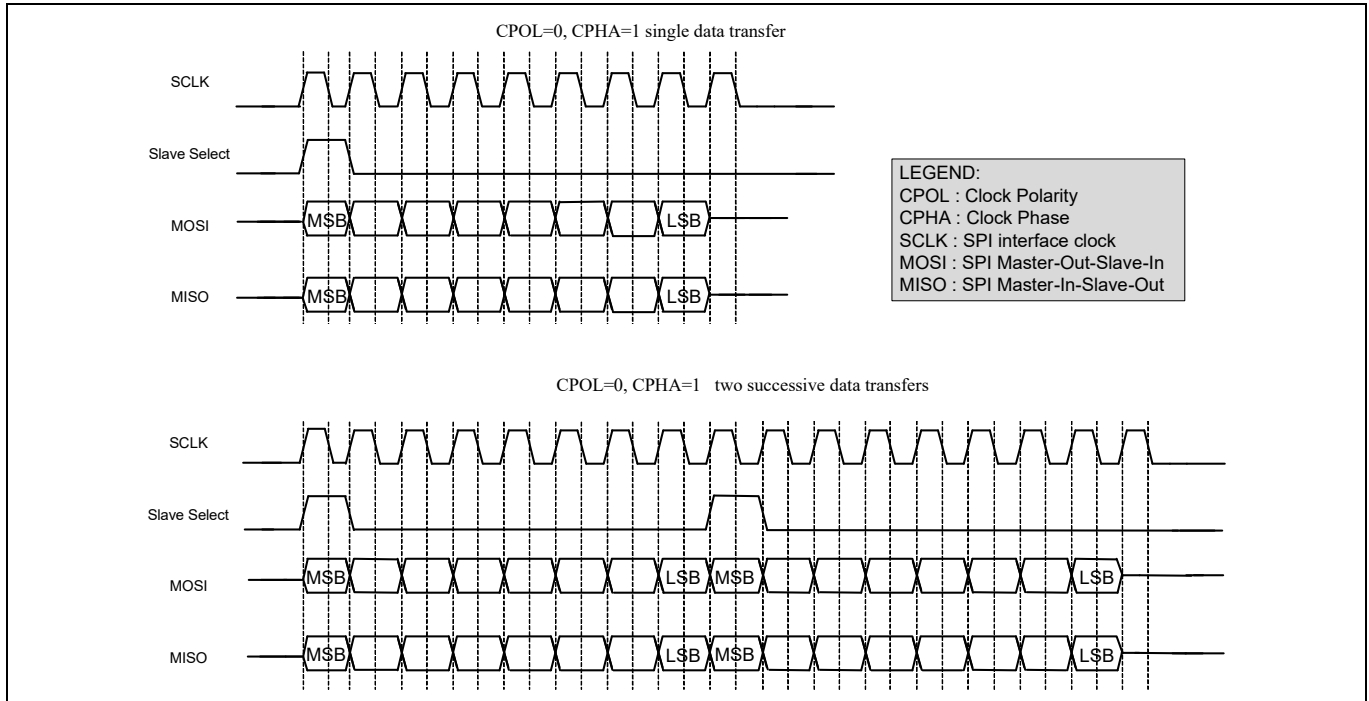 CPOL=0, CPHA=1 single data transfer
SCLK
Slave Select
MOSI
MSB
LSB
MISO
MSB
LSB
LEGEND:
CPOL : Clock Polarity
CPHA : Clock Phase
SCLK : SPI interface clock
MOSI : SPI Master-Out-Slave-In
MISO : SPI Master-In-Slave-Out
CPOL=0, CPHA=1 two successive data transfers
SCLK
Slave Select
MOSI
MSB
LSB
MSB
LSB
MISO
MSB
LSB
MSB
LSB